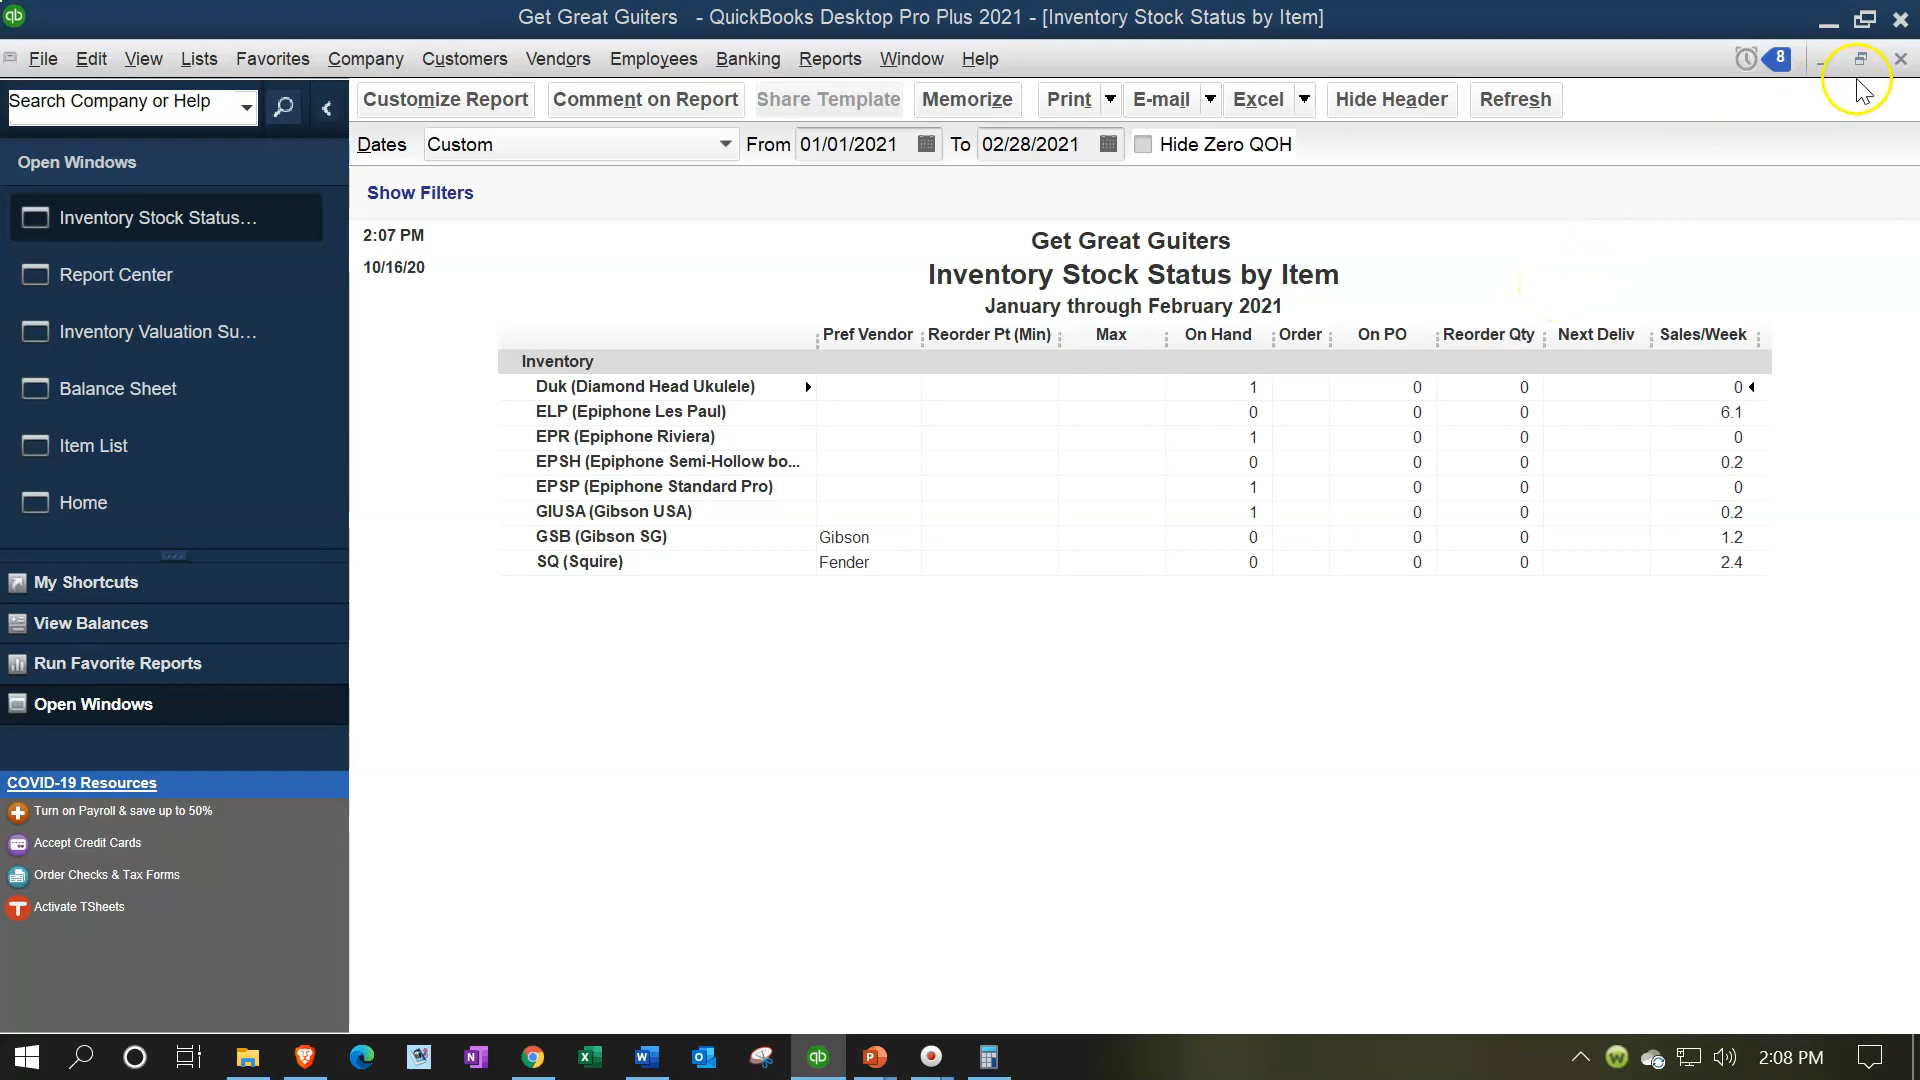 Get Great Guiters - QuickBooks Desktop Pro Plus 2021 - [Inventory Stock Status by Item]
File Edit View Lists Favorites Company Customers Vendors Employees Banking Reports Window Help 8
Search Company or Help
Customize Report Comment on Report Share Template Memorize Print E-mail Excel Hide Header Refresh
Dates Custom From 01/01/2021 To 02/28/2021 Hide Zero QOH
Show Filters
Open Windows
Inventory Stock Status...
Report Center
Inventory Valuation Su...
Balance Sheet
Item List
Home
My Shortcuts
View Balances
Run Favorite Reports
Open Windows
COVID-19 Resources
Turn on Payroll & save up to 50%
Accept Credit Cards
Order Checks & Tax Forms
Activate TSheets
2:07 PM
10/16/20
Get Great Guiters
Inventory Stock Status by Item
January through February 2021
Pref Vendor Reorder Pt (Min) Max On Hand Order On PO Reorder Qty Next Deliv Sales/Week
Inventory
Duk (Diamond Head Ukulele) 1 0 0 0
ELP (Epiphone Les Paul) 0 0 0 6.1
EPR (Epiphone Riviera) 1 0 0 0
EPSH (Epiphone Semi-Hollow bo... 0 0 0 0.2
EPSP (Epiphone Standard Pro) 1 0 0 0
GIUSA (Gibson USA) 1 0 0 0.2
GSB (Gibson SG) Gibson 0 0 0 1.2
SQ (Squire) Fender 0 0 0 2.4
2:08 PM